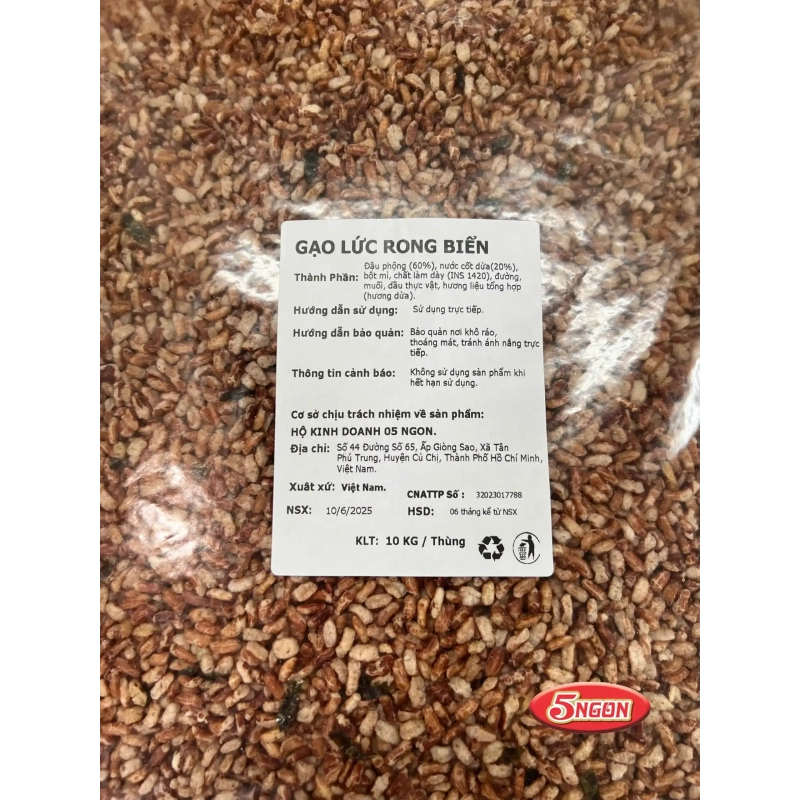 GẠO LỨC RONG BIỂN
Thành Phần: Đậu phộng (60%), nước cốt dừa(20%),
bột mì, chất làm dày (INS 1420), đường,
muối, dầu thực vật, hương liệu tổng hợp
(hương dừa).
Hướng dẫn sử dụng: Sử dụng trực tiếp.
Hướng dẫn bảo quản: Bảo quản nơi khô ráo,
thoáng mát, tránh ánh nắng trực
tiếp.
Thông tin cảnh báo: Không sử dụng sản phẩm khi
hết hạn sử dụng.
Cơ sở chịu trách nhiệm về sản phẩm:
HỘ KINH DOANH 05 NGON.
Địa chỉ: Số 44 Đường Số 65, Ấp Giòng Sao, Xã Tân
Phú Trung, Huyện Củ Chi, Thành Phố Hồ Chí Minh,
Việt Nam.
Xuất xứ: Việt Nam. CNATTP Số : 32023017788
NSX: 10/6/2025 HSD: 06 tháng kể từ NSX
KLT: 10 KG / Thùng
5NGON